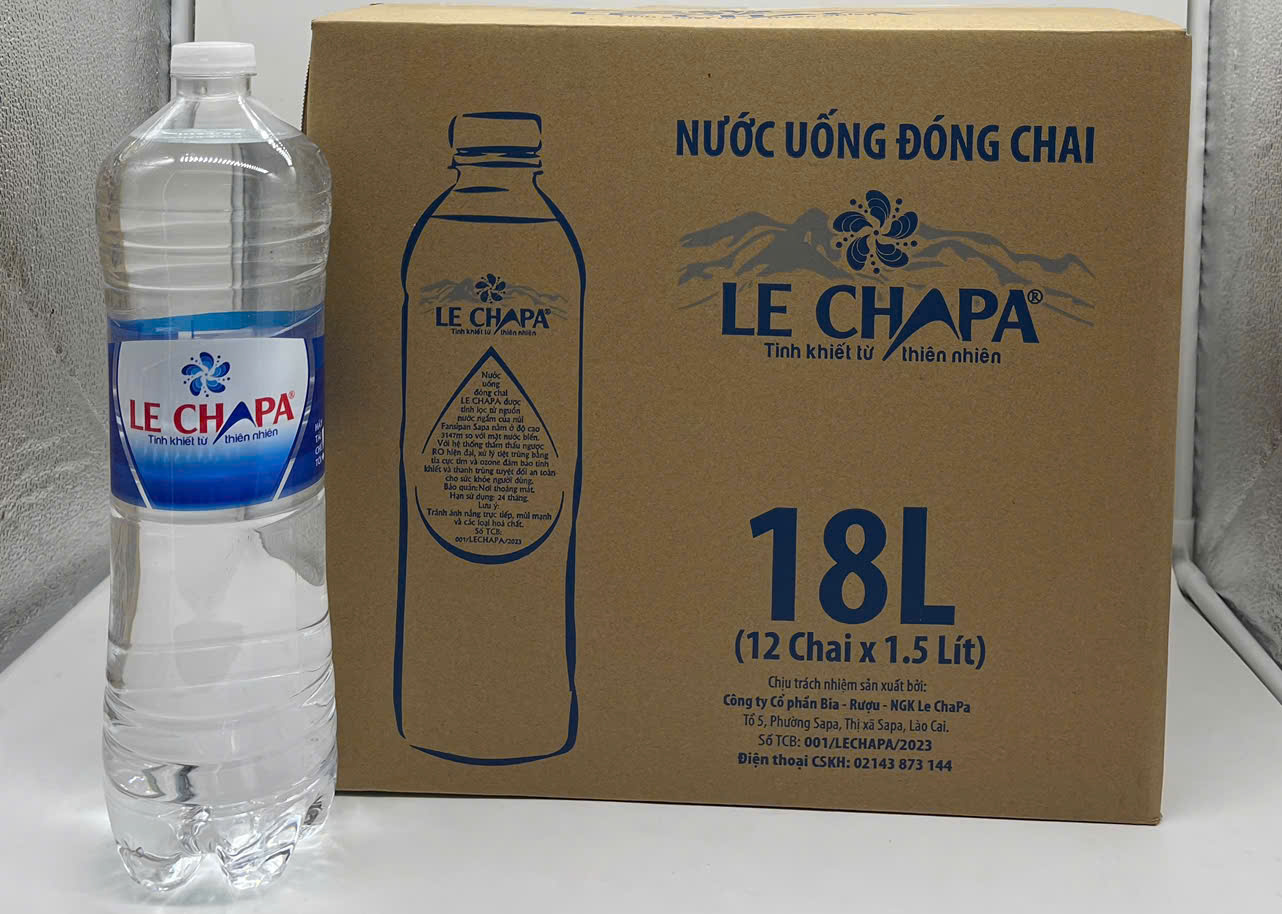 LE CHAPA®
Tinh khiết từ thiên nhiên
LE CHAPA®
Tinh khiết từ thiên nhiên
Nước
uống
đóng chai
LE CHAPA được
tinh lọc từ nguồn
nước ngầm của núi
Fansipan Sapa nằm ở độ cao
3147m so với mặt nước biển.
Với hệ thống thẩm thấu ngược
RO hiện đại, xử lý tiệt trùng bằng
tia cực tím và ozone đảm bảo tinh
khiết và thanh trùng tuyệt đối an toàn
cho sức khỏe người dùng.
Bảo quản: Nơi thoáng mát.
Hạn sử dụng: 24 tháng.
Lưu ý:
Tránh ánh nắng trực tiếp, mùi mạnh
và các loại hoá chất.
Số TCB:
001/LECHAPA/2023
NƯỚC UỐNG ĐÓNG CHAI
LE CHAPA®
Tinh khiết từ thiên nhiên
18L
(12 Chai x 1.5 Lít)
Chịu trách nhiệm sản xuất bởi:
Công ty Cổ phần Bia - Rượu - NGK Le ChaPa
Tổ 5, Phường Sapa, Thị xã Sapa, Lào Cai.
Số TCB: 001/LECHAPA/2023
Điện thoại CSKH: 02143 873 144